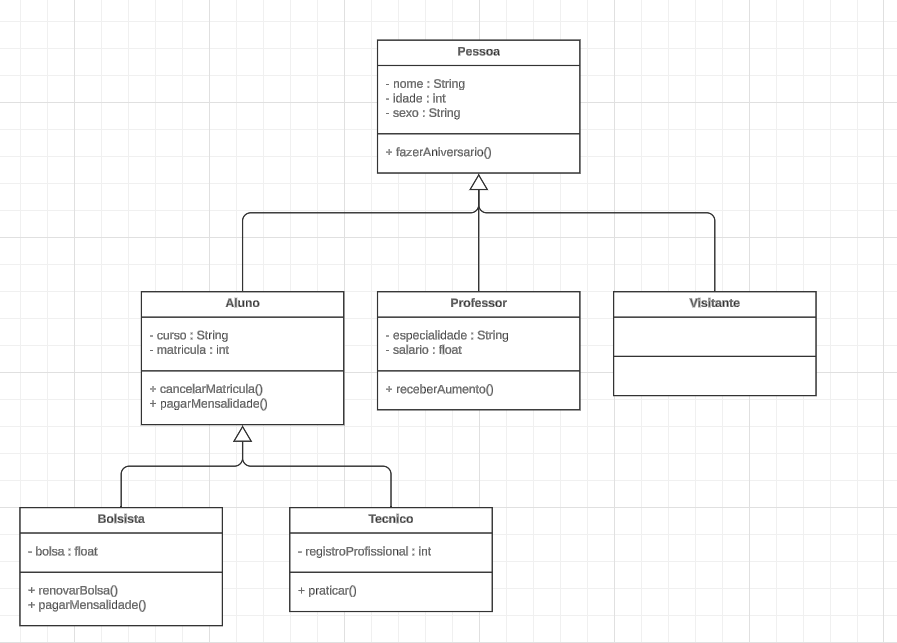 Pessoa
- nome : String
- idade : int
- sexo : String
+ fazerAniversario()
Aluno
- curso : String
- matricula : int
+ cancelarMatricula()
+ pagarMensalidade()
Professor
- especialidade : String
- salario : float
+ receberAumento()
Visitante
Bolsista
- bolsa : float
+ renovarBolsa()
+ pagarMensalidade()
Tecnico
- registroProfissional : int
+ praticar()